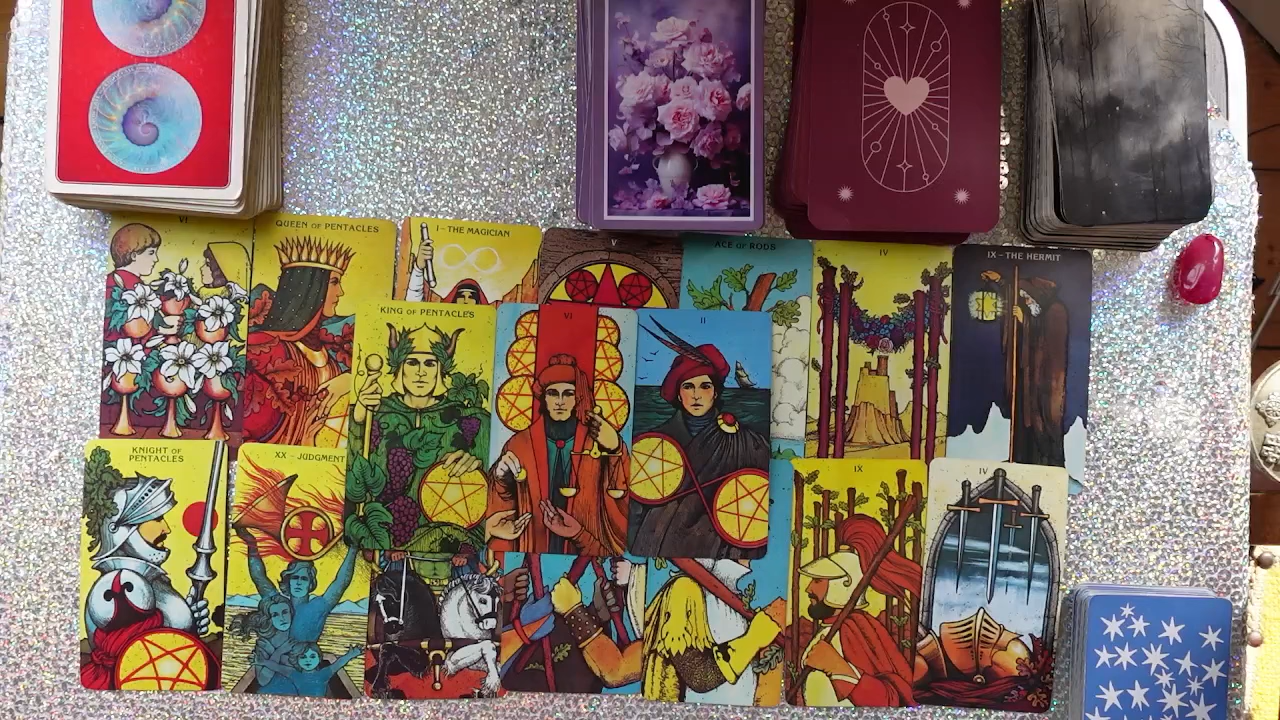 VI
QUEEN OF PENTACLES
I - THE MAGICIAN
V
ACE OF RODS
IV
IX - THE HERMIT
KING OF PENTACLES
VI
II
KNIGHT OF
PENTACLES
XX - JUDGMENT
IX
IV